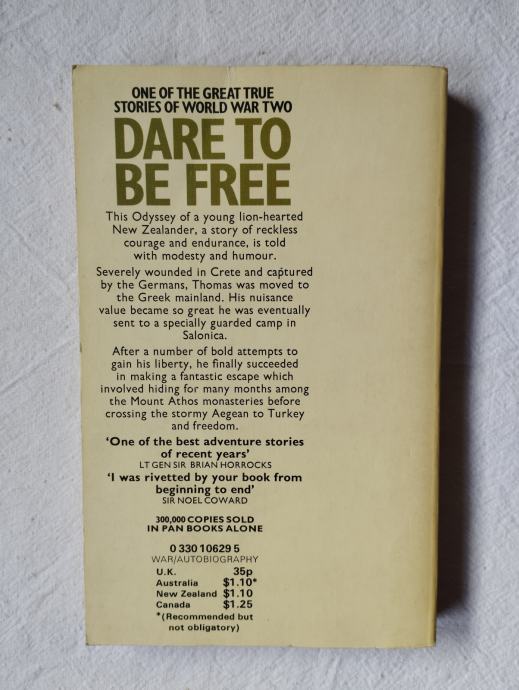 ONE OF THE GREAT TRUE
STORIES OF WORLD WAR TWO
DARE TO
BE FREE
This Odyssey of a young lion-hearted
New Zealander, a story of reckless
courage and endurance, is told
with modesty and humour.
Severely wounded in Crete and captured
by the Germans, Thomas was moved to
the Greek mainland. His nuisance
value became so great he was eventually
sent to a specially guarded camp in
Salonica.
After a number of bold attempts to
gain his liberty, he finally succeeded
in making a fantastic escape which
involved hiding for many months among
the Mount Athos monasteries before
crossing the stormy Aegean to Turkey
and freedom.
‘One of the best adventure stories
of recent years’
LT GEN SIR BRIAN HORROCKS
‘I was rivetted by your book from
beginning to end’
SIR NOEL COWARD
300,000 COPIES SOLD
IN PAN BOOKS ALONE
0 330 10629 5
WAR/AUTOBIOGRAPHY
U.K. 35p
Australia $1.10*
New Zealand $1.10
Canada $1.25
*(Recommended but
not obligatory)